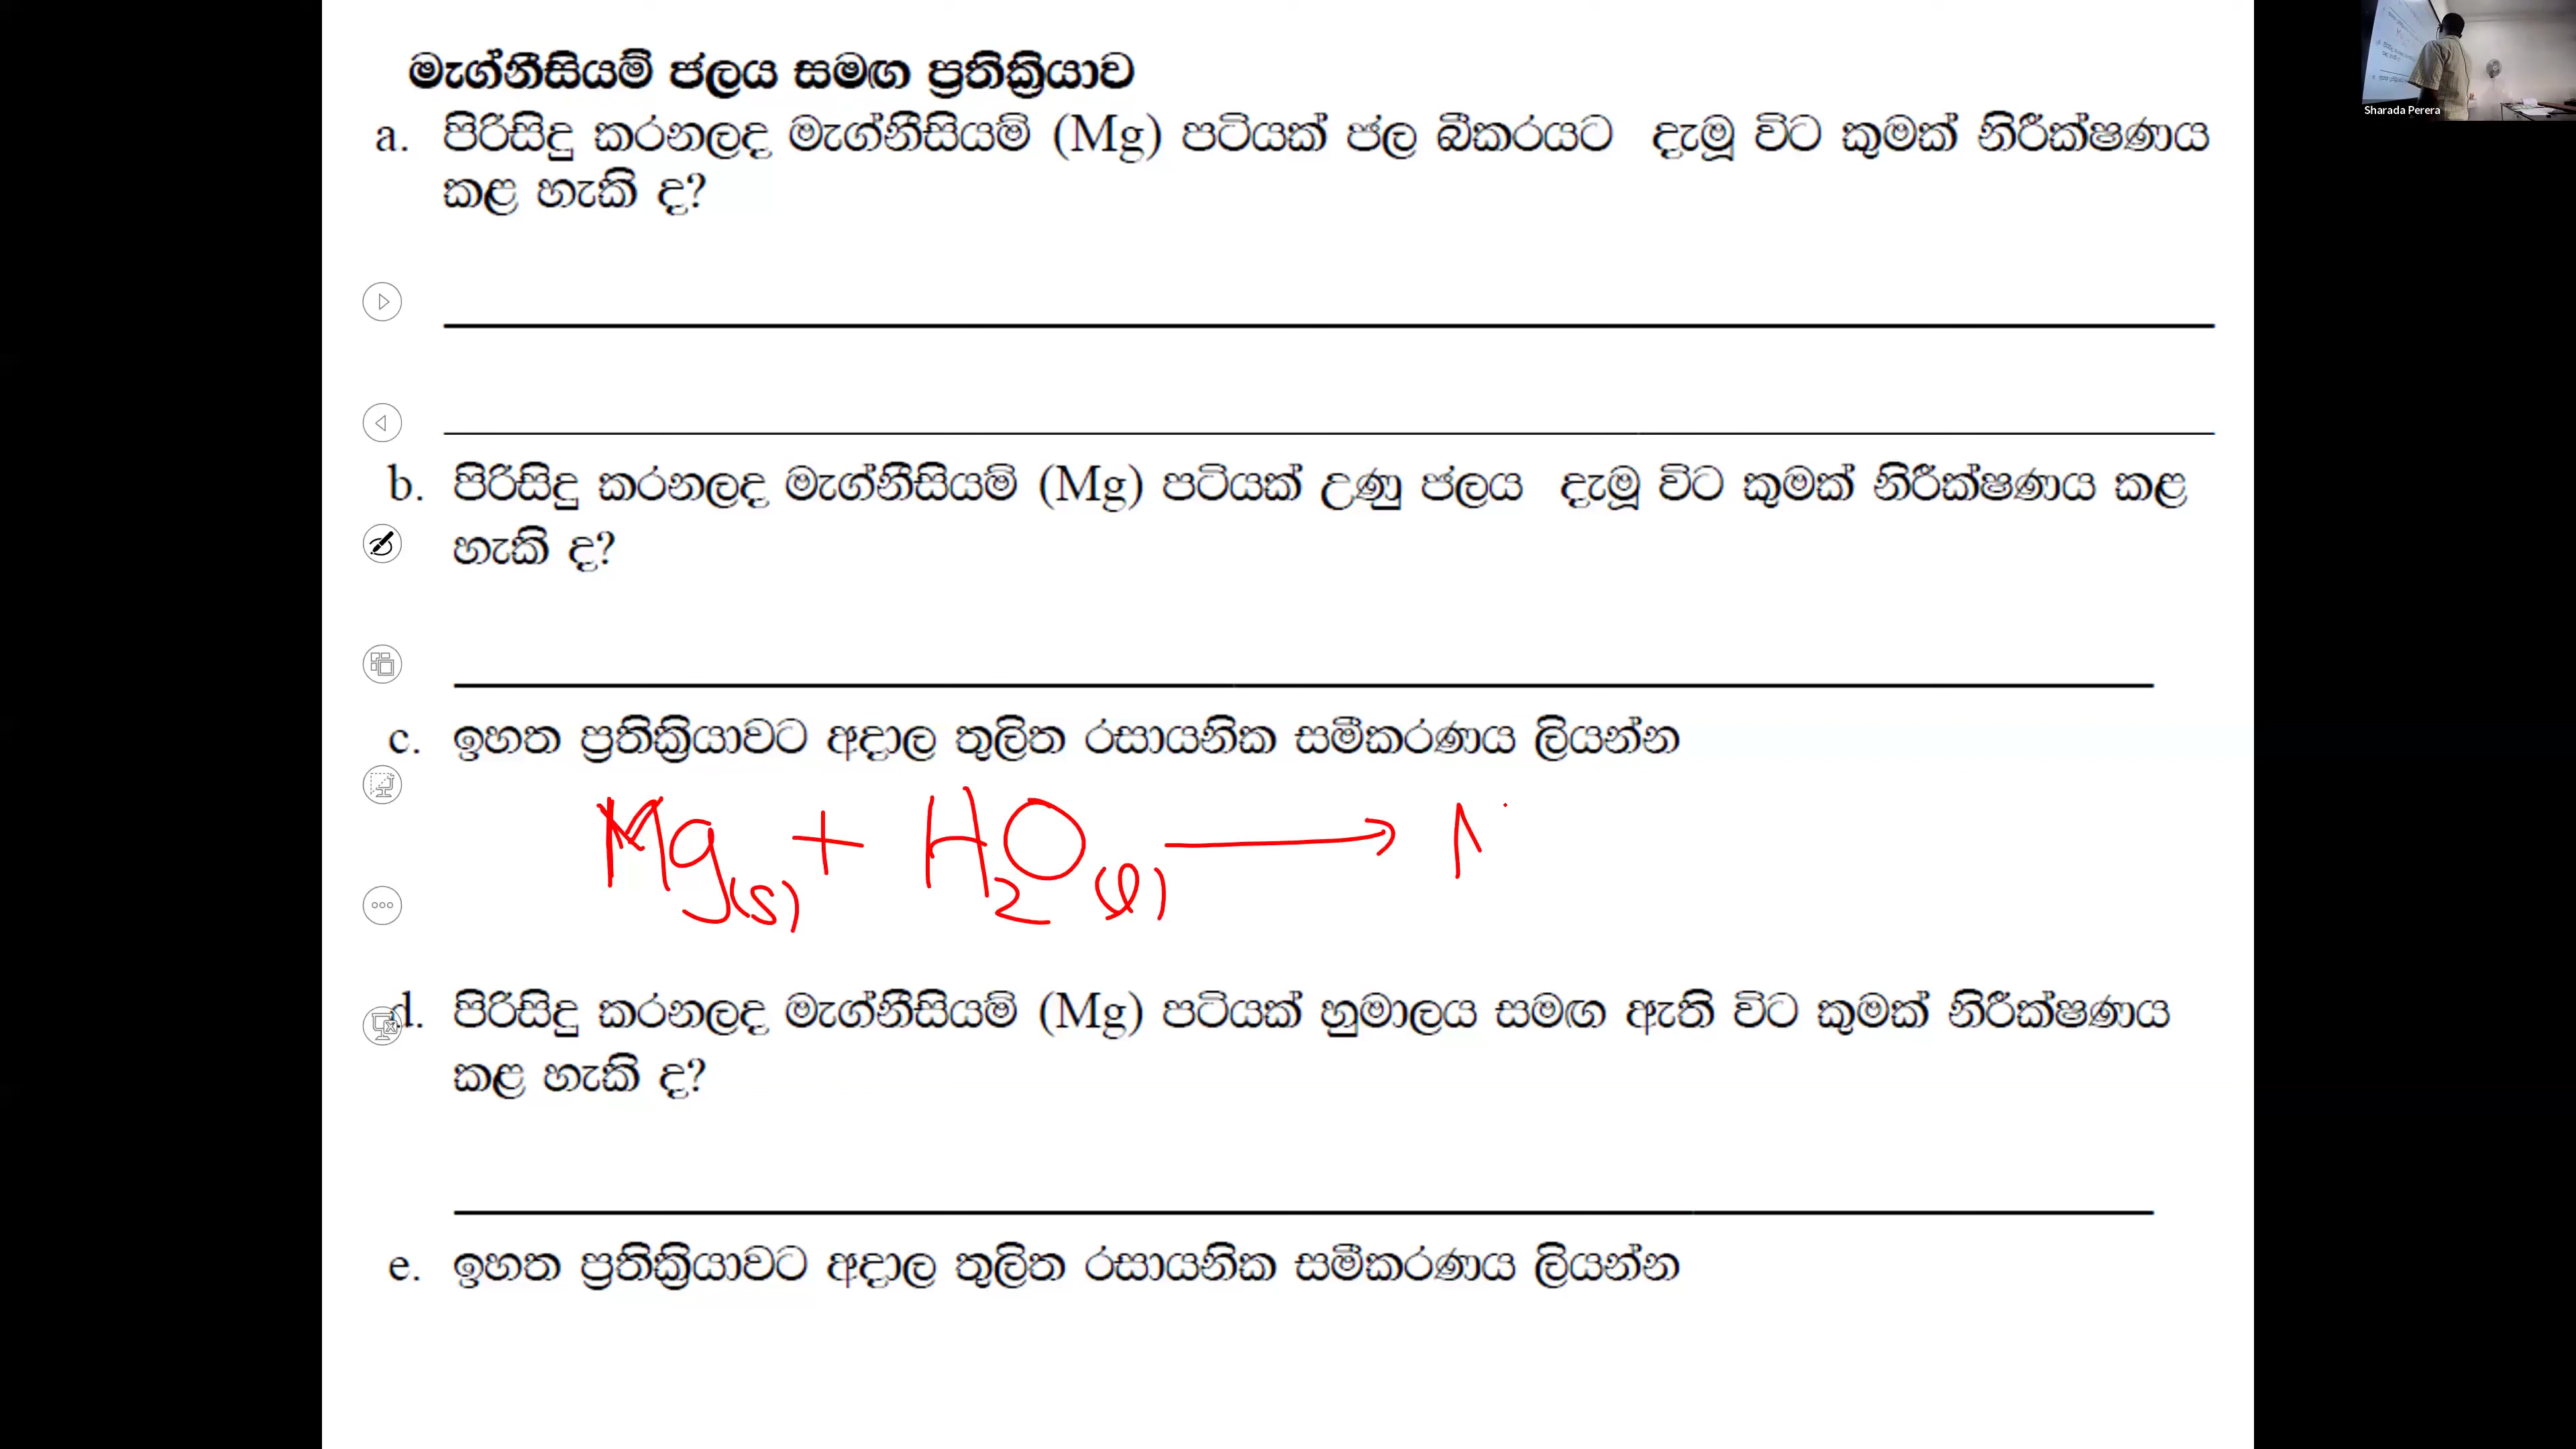 මැග්නීසියම් ජලය සමඟ ප්‍රතික්‍රියාව
Sharada Perera
a. පිරිසිදු කරනලද මැග්නීසියම් (Mg) පටියක් ජල බීකරයට දැමූ විට කුමක් නිරීක්ෂණය
කළ හැකි ද?
b. පිරිසිදු කරනලද මැග්නීසියම් (Mg) පටියක් උණු ජලය දැමූ විට කුමක් නිරීක්ෂණය කළ
හැකි ද?
c. ඉහත ප්‍රතික්‍රියාවට අදාල තුලිත රසායනික සමීකරණය ලියන්න
Mg(s) + H₂O(l) →
d. පිරිසිදු කරනලද මැග්නීසියම් (Mg) පටියක් හුමාලය සමඟ ඇති විට කුමක් නිරීක්ෂණය
කළ හැකි ද?
e. ඉහත ප්‍රතික්‍රියාවට අදාල තුලිත රසායනික සමීකරණය ලියන්න